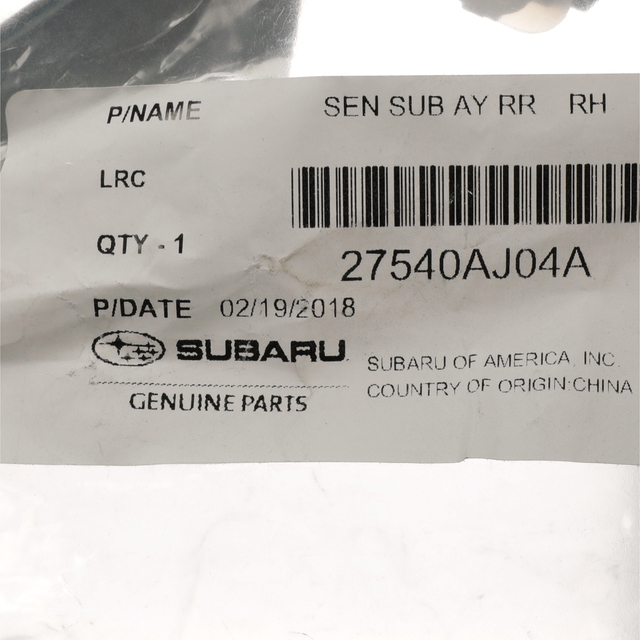 P/NAME SEN SUB AY RR RH
LRC
QTY - 1
27540AJ04A
P/DATE 02/19/2018
SUBARU
GENUINE PARTS
SUBARU OF AMERICA, INC
COUNTRY OF ORIGIN:CHINA